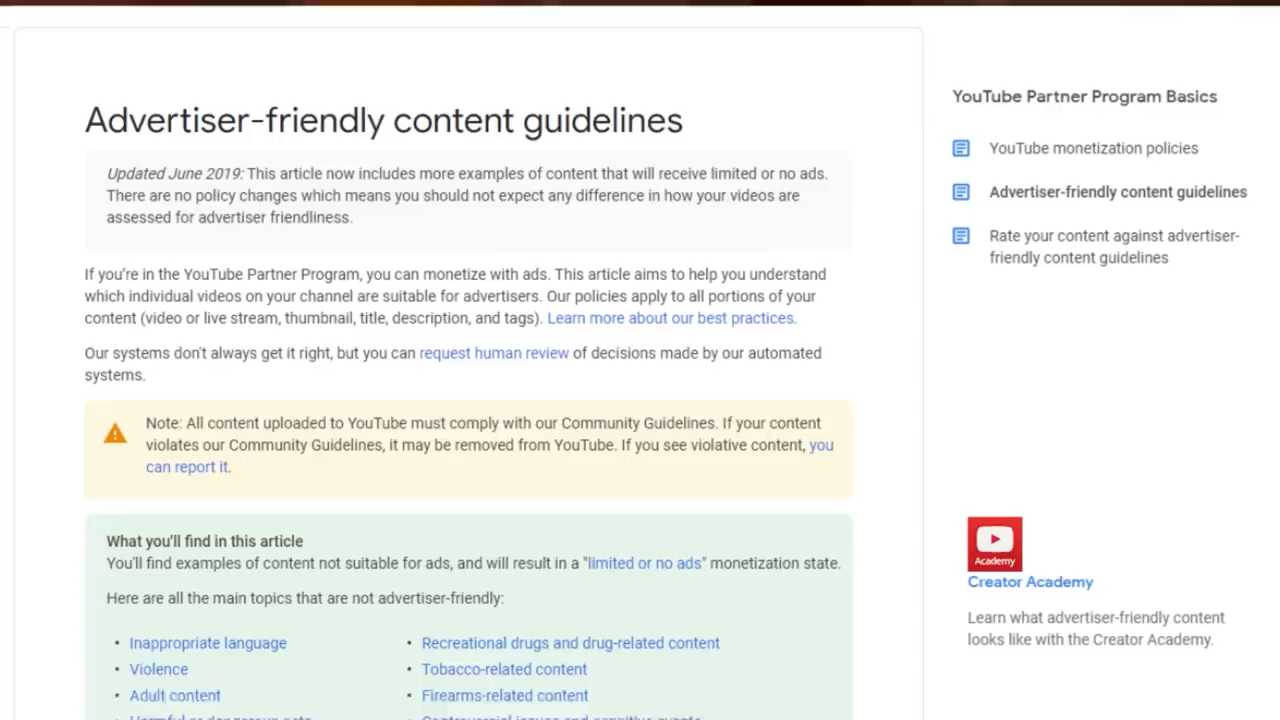 Advertiser-friendly content guidelines
Updated June 2019: This article now includes more examples of content that will receive limited or no ads.
There are no policy changes which means you should not expect any difference in how your videos are
assessed for advertiser friendliness.
If you're in the YouTube Partner Program, you can monetize with ads. This article aims to help you understand
which individual videos on your channel are suitable for advertisers. Our policies apply to all portions of your
content (video or live stream, thumbnail, title, description, and tags). Learn more about our best practices.
Our systems don't always get it right, but you can request human review of decisions made by our automated
systems.
Note: All content uploaded to YouTube must comply with our Community Guidelines. If your content
violates our Community Guidelines, it may be removed from YouTube. If you see violative content, you
can report it.
What you'll find in this article
You'll find examples of content not suitable for ads, and will result in a "limited or no ads" monetization state.
Here are all the main topics that are not advertiser-friendly:
• Inappropriate language
• Violence
• Adult content
• Recreational drugs and drug-related content
• Tobacco-related content
• Firearms-related content
YouTube Partner Program Basics
YouTube monetization policies
Advertiser-friendly content guidelines
Rate your content against advertiser-
friendly content guidelines
Academy
Creator Academy
Learn what advertiser-friendly content
looks like with the Creator Academy.